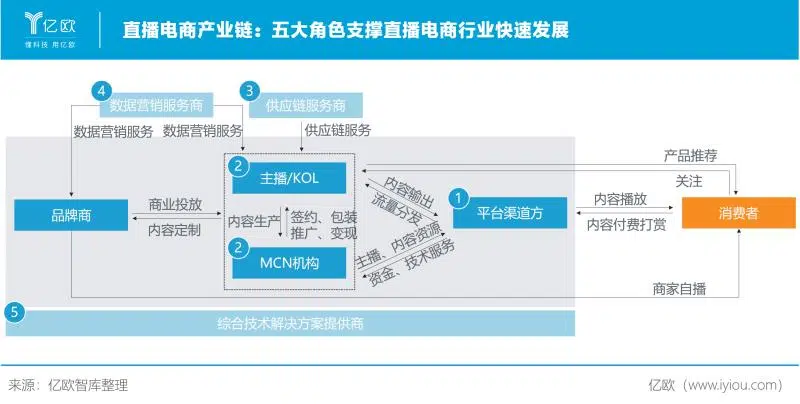 亿欧
懂科技 用亿欧
直播电商产业链：五大角色支撑直播电商行业快速发展
4
数据营销服务商
3
供应链服务商
数据营销服务
数据营销服务
供应链服务
产品推荐
关注
2
主播/KOL
内容输出
流量分发
1
平台渠道方
品牌商
商业投放
内容定制
内容生产
签约、包装
推广、变现
内容播放
内容付费打赏
消费者
2
MCN机构
主播、内容资源
资金、技术服务
商家自播
5
综合技术解决方案提供商
来源：亿欧智库整理
亿欧（www.iyiou.com）